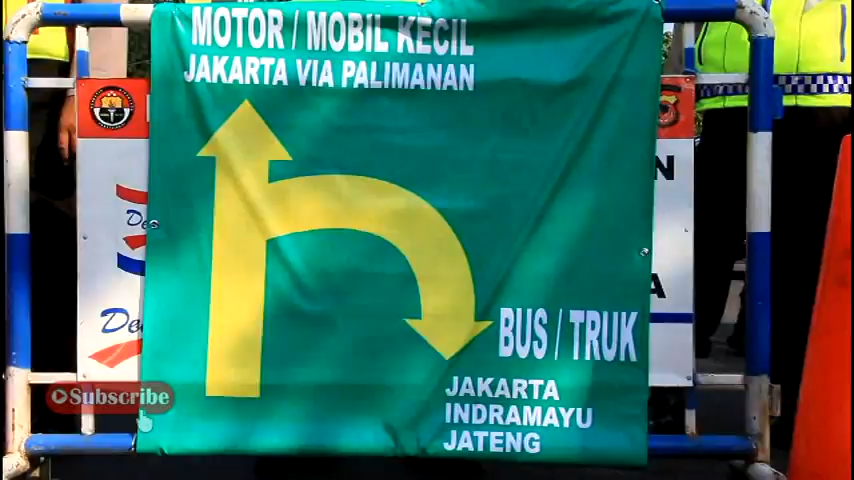 MOTOR / MOBIL KECIL
JAKARTA VIA PALIMANAN
BUS / TRUK
JAKARTA
INDRAMAYU
JATENG
Subscribe